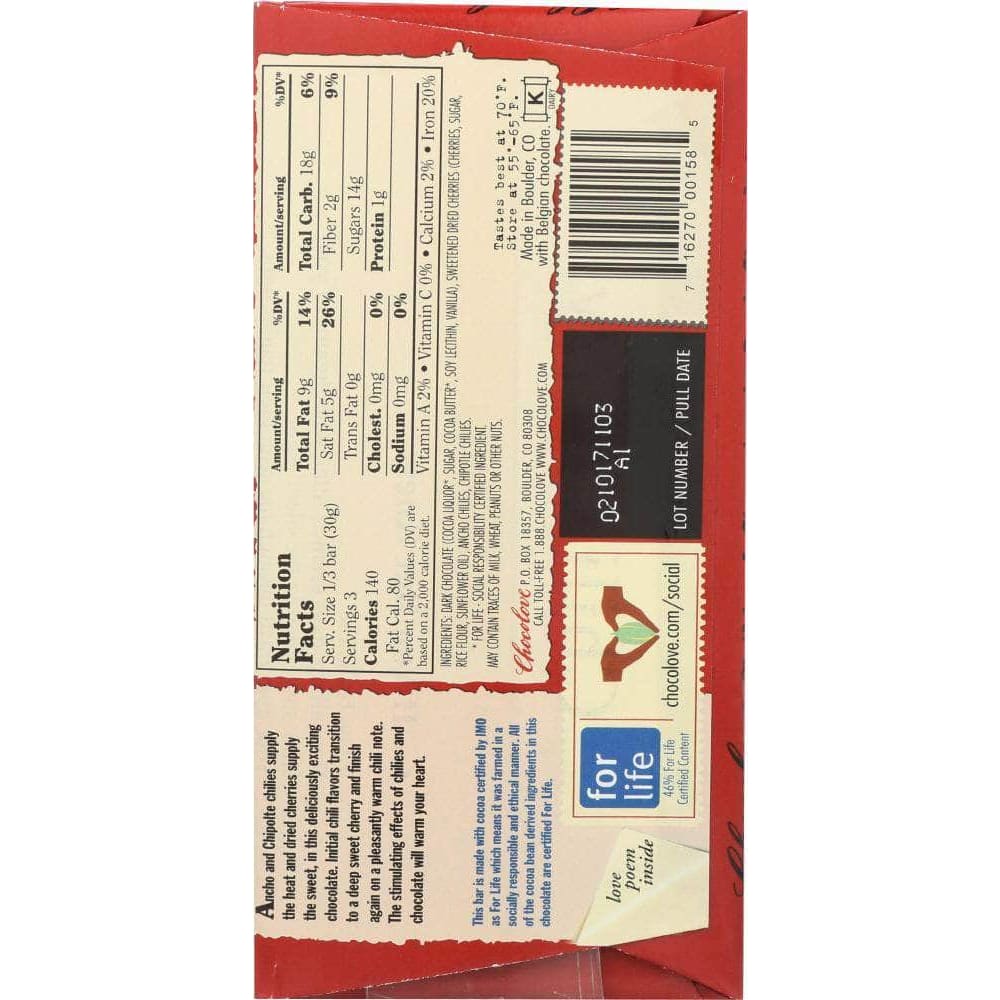 Ancho and Chipolte chilies supply
the heat and dried cherries supply
the sweet, in this deliciously exciting
chocolate. Initial chili flavors transition
to a deep sweet cherry and finish
again on a pleasantly warm chili note.
The stimulating effects of chilies and
chocolate will warm your heart.
This bar is made with cocoa certified by IMO
as For Life which means it was farmed in a
socially responsible and ethical manner. All
of the cocoa bean derived ingredients in this
chocolate are certified For Life.
love
poem
inside
Nutrition
Facts
Serv. Size 1/3 bar (30g)
Servings 3
Calories 140
Fat Cal. 80
*Percent Daily Values (DV) are
based on a 2,000 calorie diet.
Amount/serving %DV* Amount/serving %DV*
Total Fat 9g 14% Total Carb. 18g 6%
Sat Fat 5g 26% Fiber 2g 9%
Trans Fat 0g Sugars 14g
Cholest. 0mg 0% Protein 1g
Sodium 0mg 0%
Vitamin A 2% • Vitamin C 0% • Calcium 2% • Iron 20%
INGREDIENTS: DARK CHOCOLATE (COCOA LIQUOR*, SUGAR, COCOA BUTTER*, SOY LECITHIN, VANILLA), SWEETENED DRIED CHERRIES (CHERRIES, SUGAR,
RICE FLOUR, SUNFLOWER OIL), ANCHO CHILIES, CHIPOTLE CHILIES.
* FOR LIFE - SOCIAL RESPONSIBILITY CERTIFIED INGREDIENT.
MAY CONTAIN TRACES OF MILK, WHEAT, PEANUTS OR OTHER NUTS.
Chocolove P.O. BOX 18357, BOULDER, CO 80308
CALL TOLL-FREE 1.888.CHOCOLOVE WWW.CHOCOLOVE.COM
Tastes best at 70°F.
Store at 55°-65°F.
Made in Boulder, CO
with Belgian chocolate.
K
DAIRY
for
life
46% For Life
Certified Content
chocolove.com/social
02101171103
A1
LOT NUMBER / PULL DATE
7 16270 00158 5